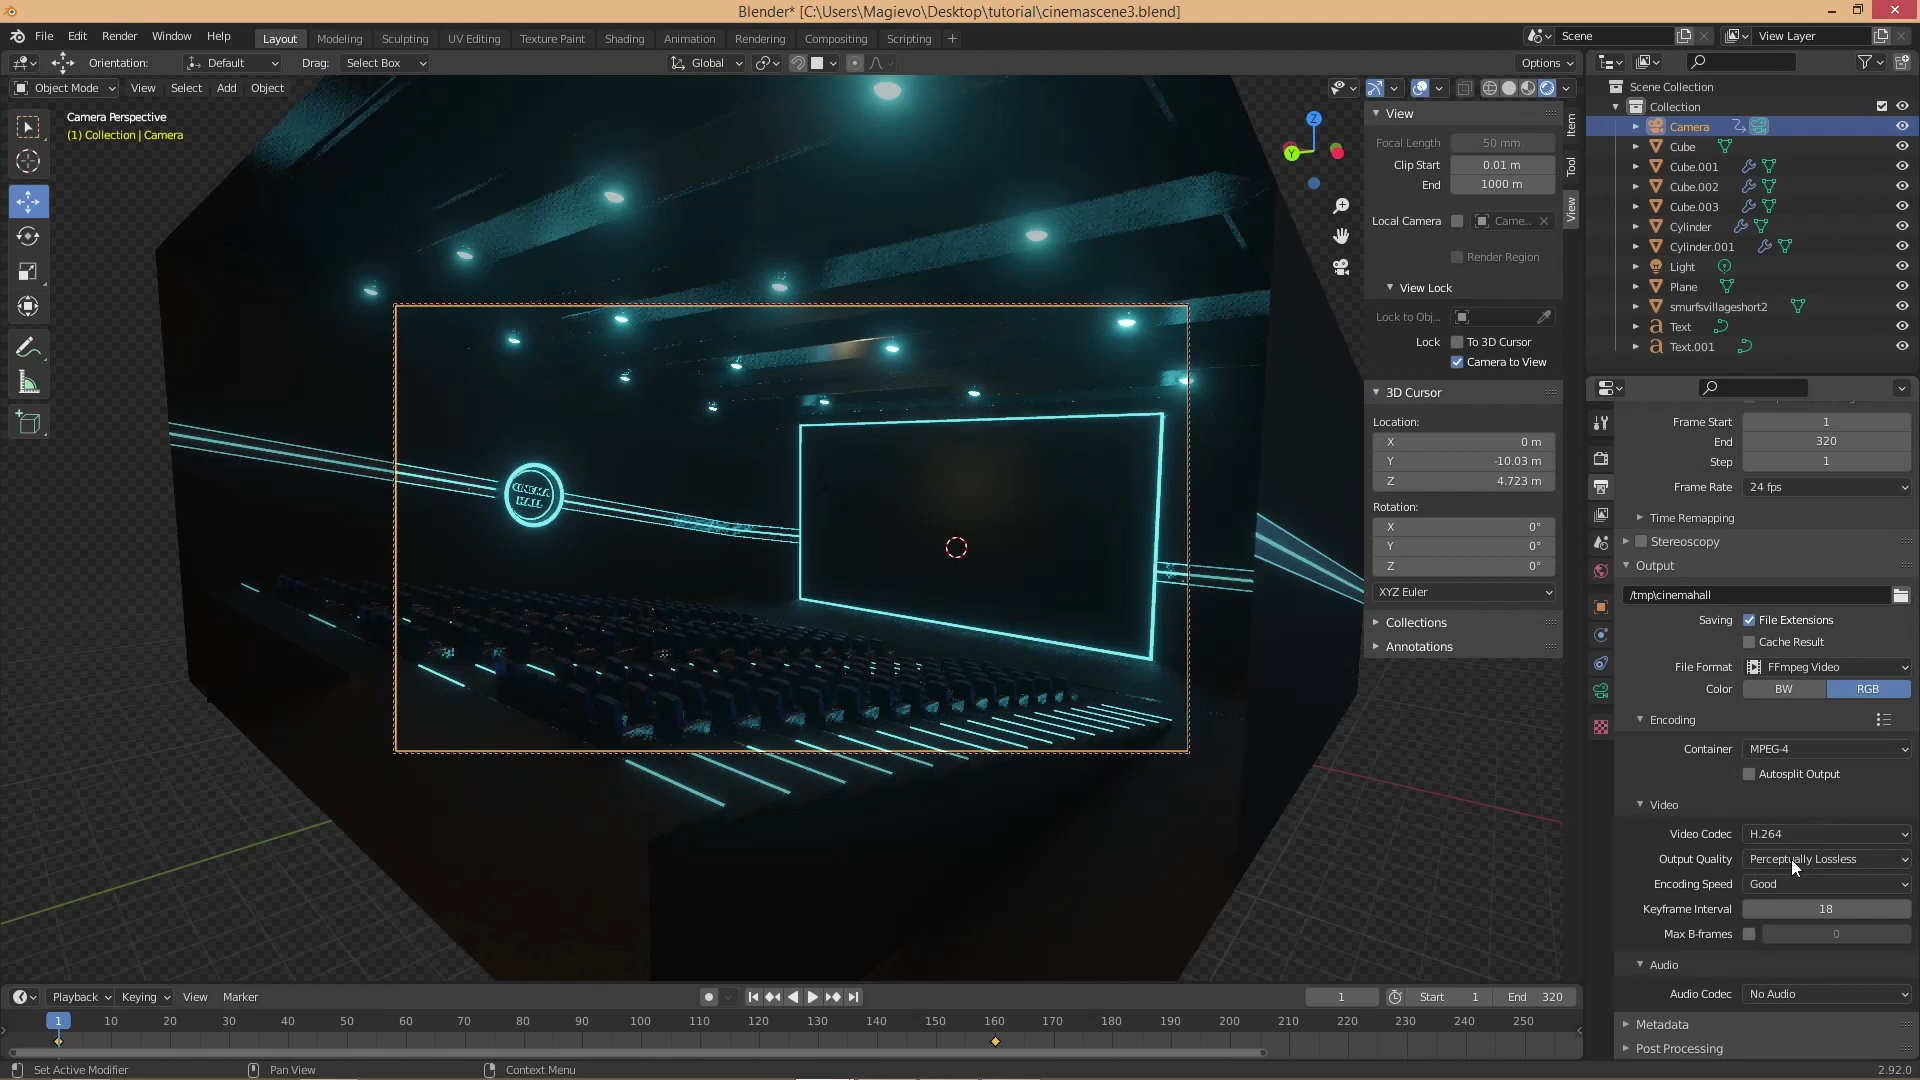 Blender* [C:\Users\Magievo\Desktop\tutorial\cinemascene3.blend]
File Edit Render Window Help
Layout Modeling Sculpting UV Editing Texture Paint Shading Animation Rendering Compositing Scripting +
Scene
View Layer
Orientation: Default Drag: Select Box
Global
Options
Object Mode View Select Add Object
Camera Perspective
(1) Collection | Camera
Z
Y
CINEMA
HALL
View
Focal Length 50 mm
Clip Start 0.01 m
End 1000 m
Local Camera Came...
Render Region
View Lock
Lock to Obj...
Lock To 3D Cursor
Camera to View
3D Cursor
Location:
X 0 m
Y -10.03 m
Z 4.723 m
Rotation:
X 0°
Y 0°
Z 0°
XYZ Euler
Collections
Annotations
Item
Tool
View
Scene Collection
Collection
Camera
Cube
Cube.001
Cube.002
Cube.003
Cylinder
Cylinder.001
Light
Plane
smurfsvillageshort2
Text
Text.001
Frame Start 1
End 320
Step 1
Frame Rate 24 fps
Time Remapping
Stereoscopy
Output
/tmp\cinemahall
Saving File Extensions
Cache Result
File Format FFmpeg Video
Color BW RGB
Encoding
Container MPEG-4
Autosplit Output
Video
Video Codec H.264
Output Quality Perceptually Lossless
Encoding Speed Good
Keyframe Interval 18
Max B-frames 0
Audio
Audio Codec No Audio
Metadata
Post Processing
Playback Keying View Marker
1 Start 1 End 320
1 10 20 30 40 50 60 70 80 90 100 110 120 130 140 150 160 170 180 190 200 210 220 230 240 250
Set Active Modifier Pan View Context Menu 2.92.0